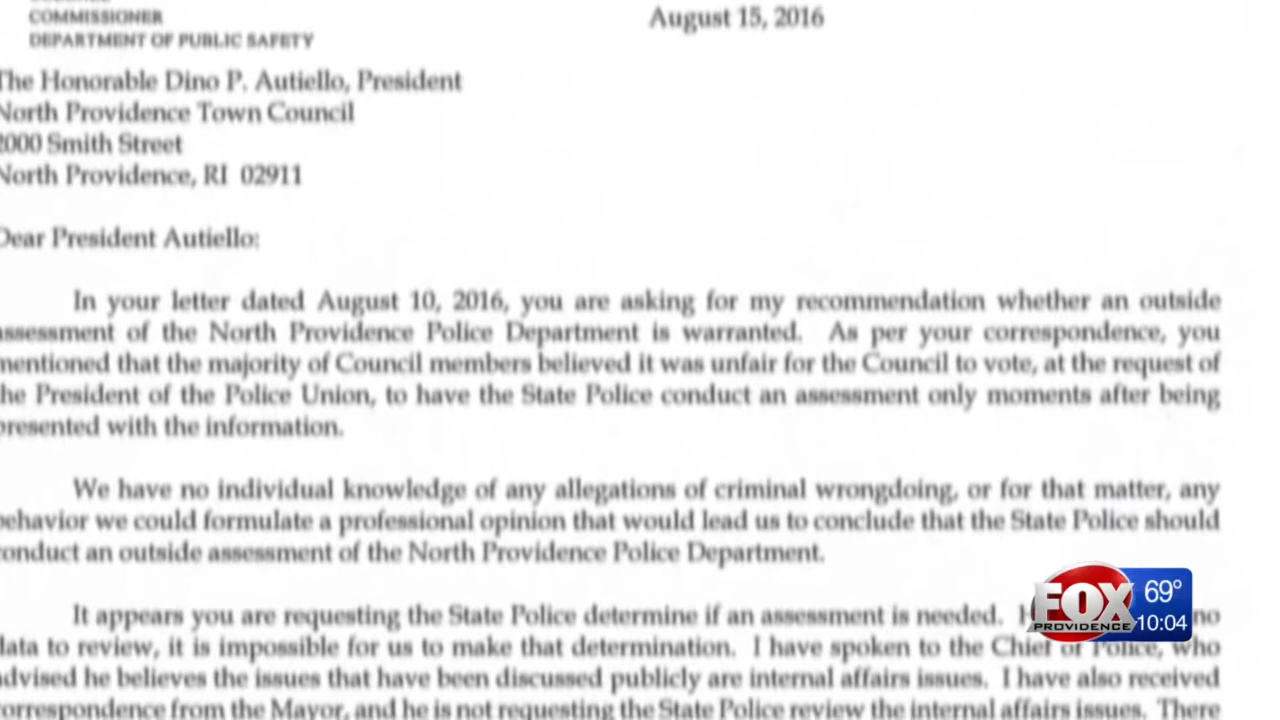 COMMISSIONER
DEPARTMENT OF PUBLIC SAFETY
August 15, 2016
The Honorable Dino P. Autiello, President
North Providence Town Council
2000 Smith Street
North Providence, RI 02911
Dear President Autiello:
In your letter dated August 10, 2016, you are asking for my recommendation whether an outside
assessment of the North Providence Police Department is warranted. As per your correspondence, you
mentioned that the majority of Council members believed it was unfair for the Council to vote, at the request of
the President of the Police Union, to have the State Police conduct an assessment only moments after being
presented with the information.
We have no individual knowledge of any allegations of criminal wrongdoing, or for that matter, any
behavior we could formulate a professional opinion that would lead us to conclude that the State Police should
conduct an outside assessment of the North Providence Police Department.
It appears you are requesting the State Police determine if an assessment is needed. no
data to review, it is impossible for us to make that determination. I have spoken to the Chief of Police, who
advised he believes the issues that have been discussed publicly are internal affairs issues. I have also received
correspondence from the Mayor, and he is not requesting the State Police review the internal affairs issues. There
FOX
PROVIDENCE
69°
10:04